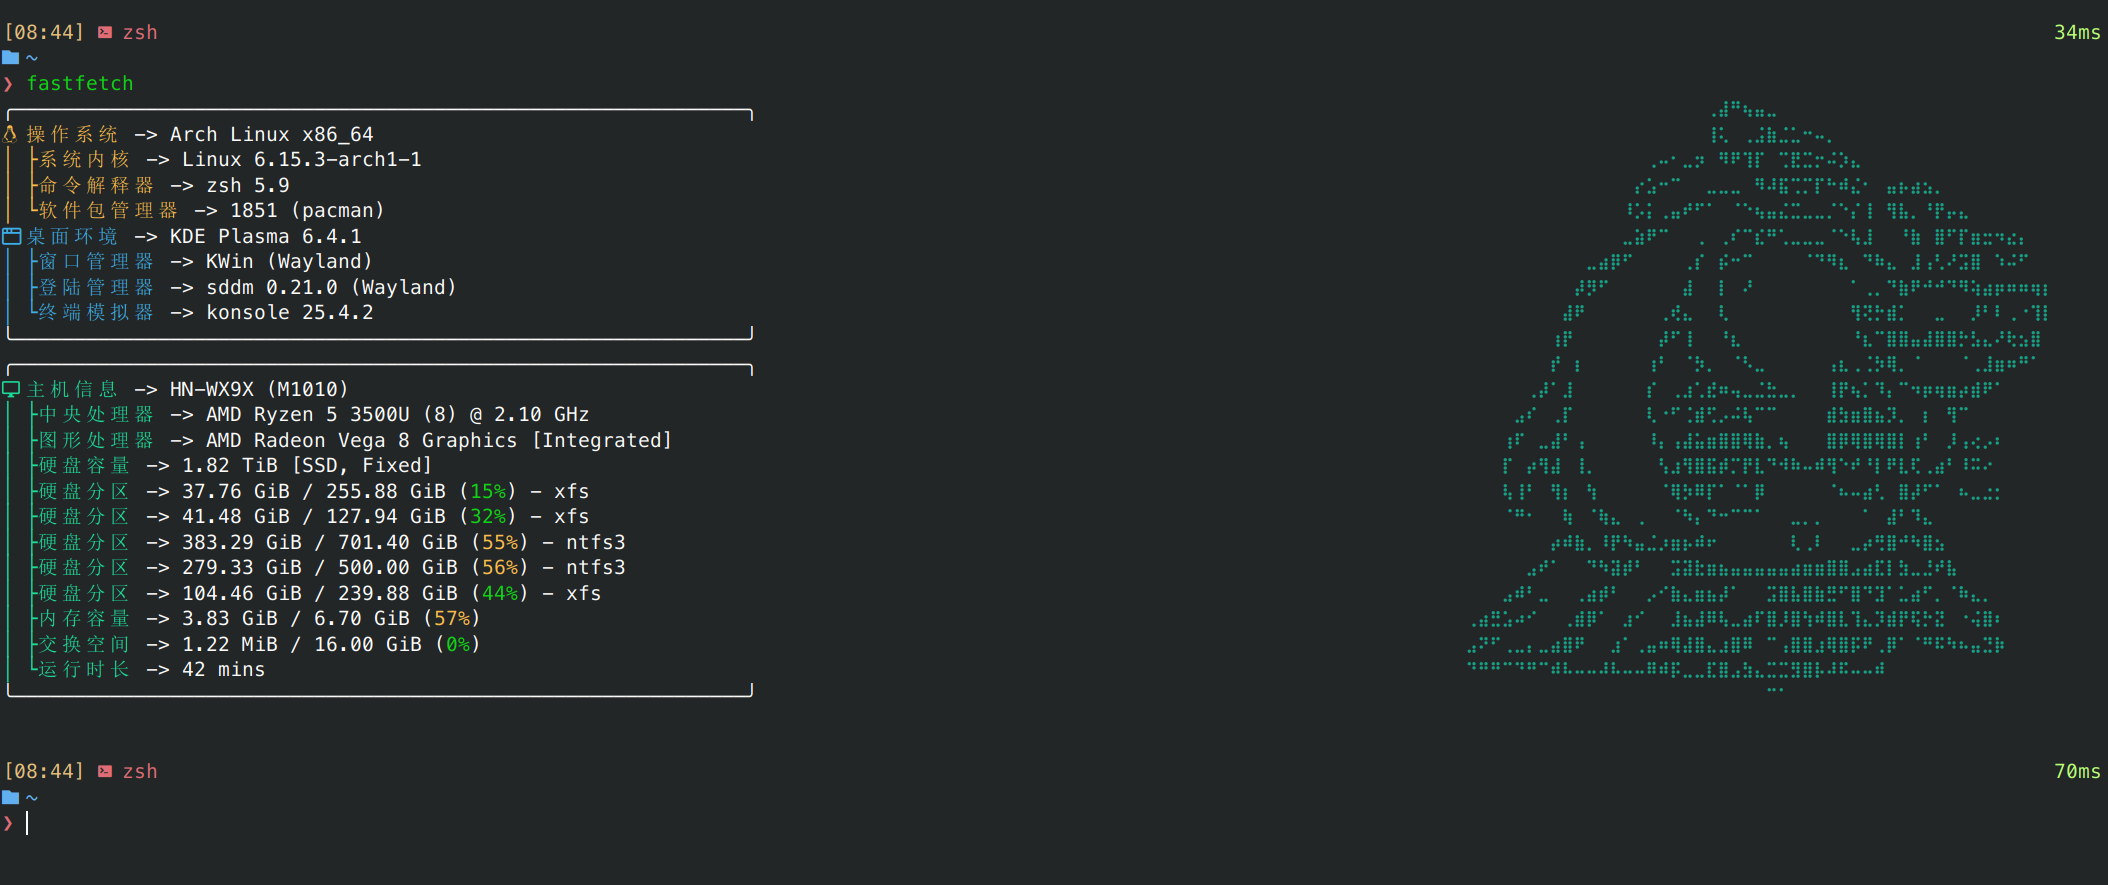 [08:44] zsh 34ms
~
❯ fastfetch
操作系统 -> Arch Linux x86_64
├系统内核 -> Linux 6.15.3-arch1-1
├命令解释器 -> zsh 5.9
└软件包管理器 -> 1851 (pacman)
桌面环境 -> KDE Plasma 6.4.1
├窗口管理器 -> KWin (Wayland)
├登陆管理器 -> sddm 0.21.0 (Wayland)
└终端模拟器 -> konsole 25.4.2
主机信息 -> HN-WX9X (M1010)
├中央处理器 -> AMD Ryzen 5 3500U (8) @ 2.10 GHz
├图形处理器 -> AMD Radeon Vega 8 Graphics [Integrated]
├硬盘容量 -> 1.82 TiB [SSD, Fixed]
├硬盘分区 -> 37.76 GiB / 255.88 GiB (15%) - xfs
├硬盘分区 -> 41.48 GiB / 127.94 GiB (32%) - xfs
├硬盘分区 -> 383.29 GiB / 701.40 GiB (55%) - ntfs3
├硬盘分区 -> 279.33 GiB / 500.00 GiB (56%) - ntfs3
├硬盘分区 -> 104.46 GiB / 239.88 GiB (44%) - xfs
├内存容量 -> 3.83 GiB / 6.70 GiB (57%)
├交换空间 -> 1.22 MiB / 16.00 GiB (0%)
└运行时长 -> 42 mins
[08:44] zsh 70ms
~
❯